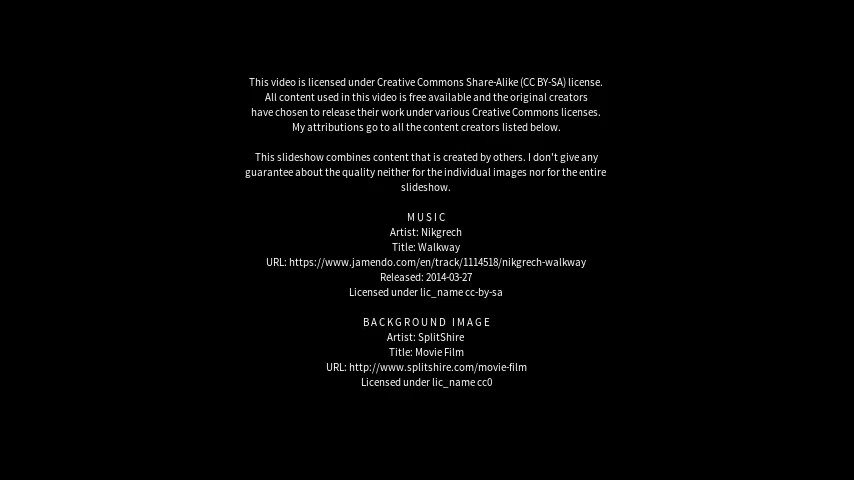 This video is licensed under Creative Commons Share-Alike (CC BY-SA) license.
All content used in this video is free available and the original creators
have chosen to release their work under various Creative Commons licenses.
My attributions go to all the content creators listed below.
This slideshow combines content that is created by others. I don't give any
guarantee about the quality neither for the individual images nor for the entire
slideshow.
MUSIC
Artist: Nikgrech
Title: Walkway
URL: https://www.jamendo.com/en/track/1114518/nikgrech-walkway
Released: 2014-03-27
Licensed under lic_name cc-by-sa
BACKGROUND IMAGE
Artist: SplitShire
Title: Movie Film
URL: http://www.splitshire.com/movie-film
Licensed under lic_name cc0